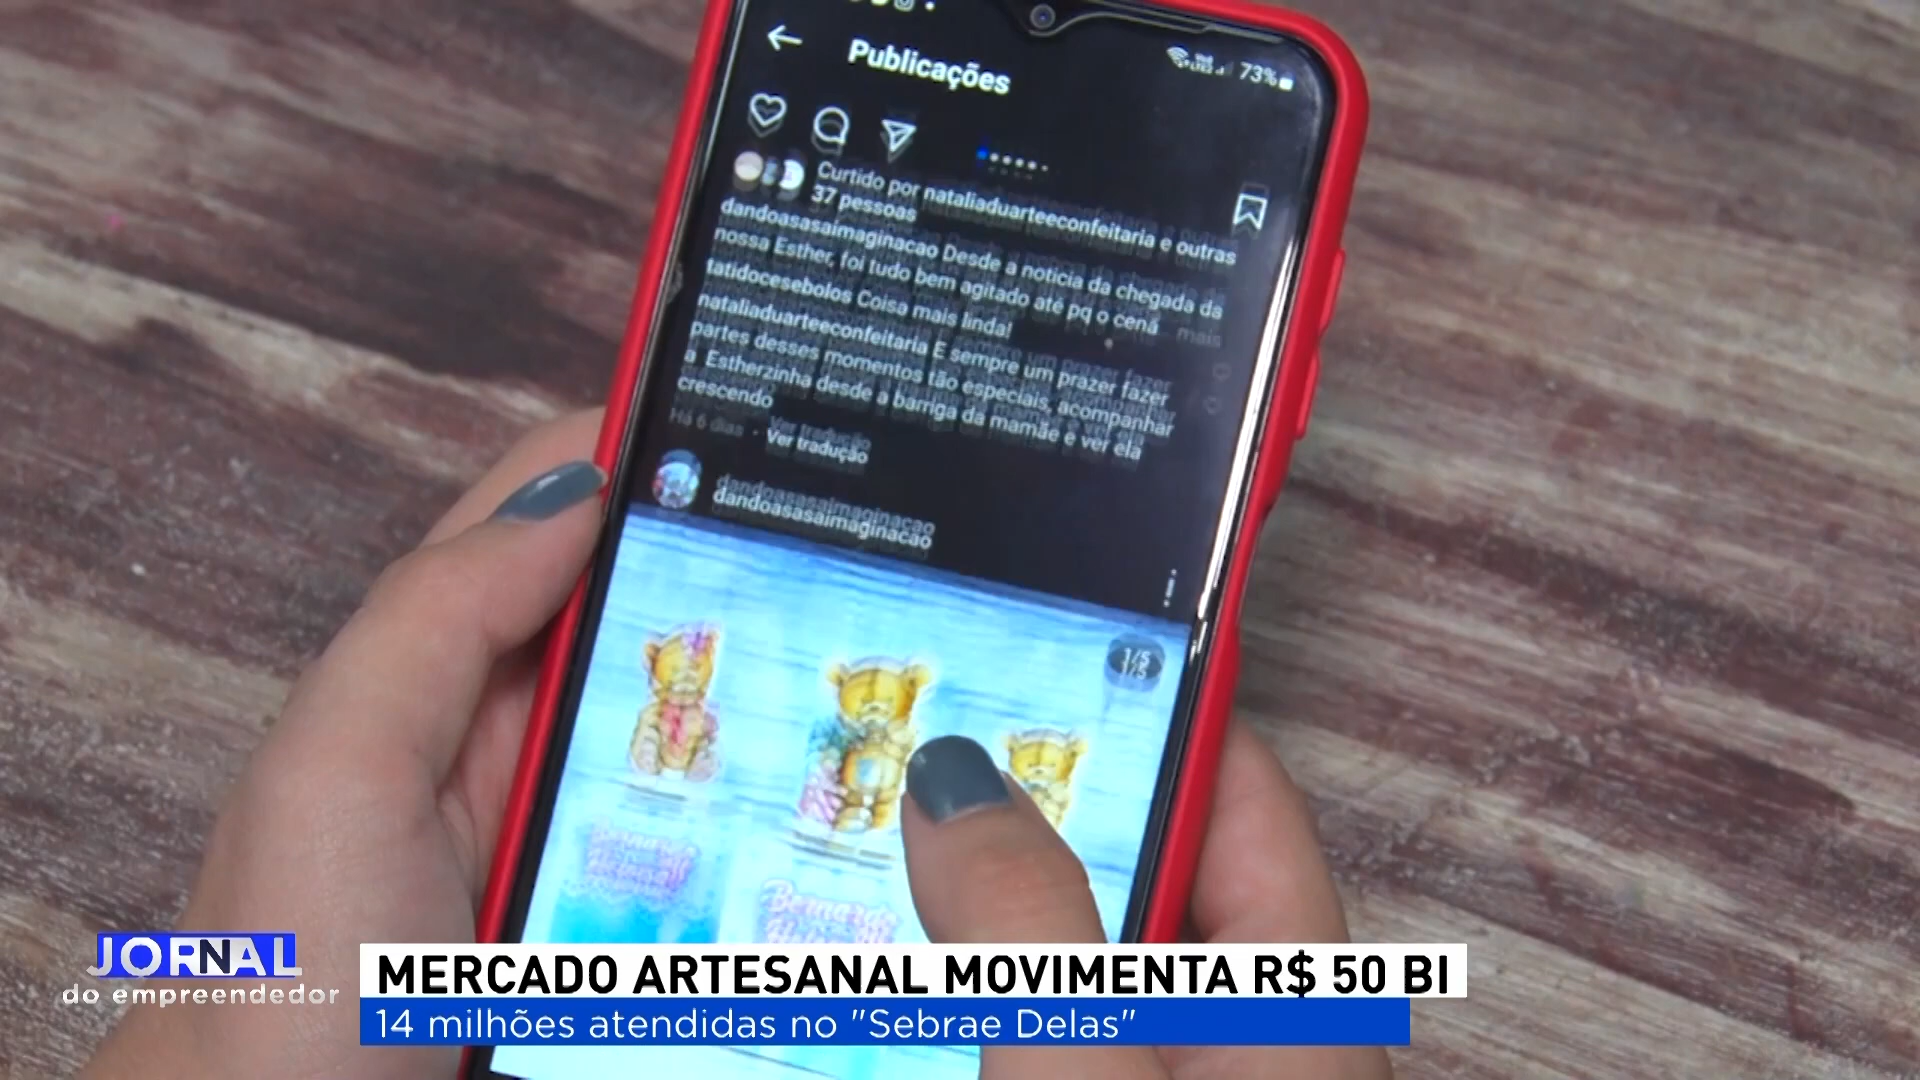 Publicações
73%
Curtido por nataliaduarteeconfeitaria e outras
37 pessoas
dandoasasaimaginacao Desde a notícia da chegada da
nossa Esther, foi tudo bem agitado até pq o cená mais
tatidocesebolos Coisa mais linda!
nataliaduarteeconfeitaria E sempre um prazer fazer
partes desses momentos tão especiais, acompanhar
a Estherzinha desde a barriga da mamãe e ver ela
crescendo
Há 6 dias · Ver tradução
dandoasasaimaginacao
1/5
Bernardo
Bernardo
JORNAL
do empreendedor
MERCADO ARTESANAL MOVIMENTA R$ 50 BI
14 milhões atendidas no "Sebrae Delas"